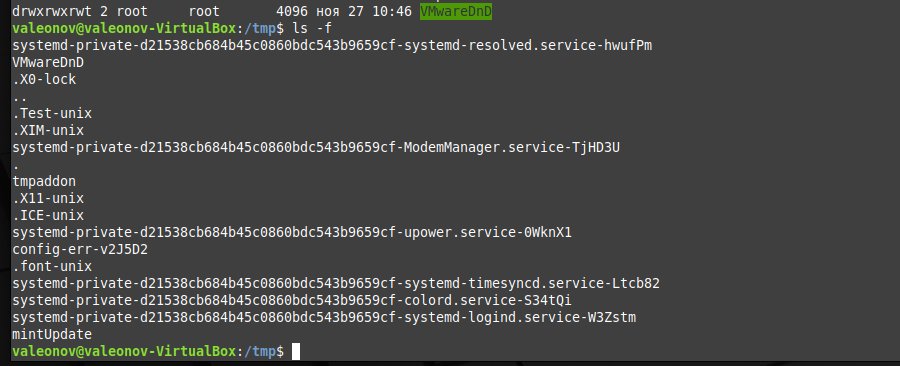 drwxrwxrwt 2 root     root       4096 ноя 27 10:46 VMwareDnD
valeonov@valeonov-VirtualBox:/tmp$ ls -f
systemd-private-d21538cb684b45c0860bdc543b9659cf-systemd-resolved.service-hwufPm
VMwareDnD
.X0-lock
..
.Test-unix
.XIM-unix
systemd-private-d21538cb684b45c0860bdc543b9659cf-ModemManager.service-TjHD3U
.
tmpaddon
.X11-unix
.ICE-unix
systemd-private-d21538cb684b45c0860bdc543b9659cf-upower.service-0WknX1
config-err-v2J5D2
.font-unix
systemd-private-d21538cb684b45c0860bdc543b9659cf-systemd-timesyncd.service-Ltcb82
systemd-private-d21538cb684b45c0860bdc543b9659cf-colord.service-S34tQi
systemd-private-d21538cb684b45c0860bdc543b9659cf-systemd-logind.service-W3Zstm
mintUpdate
valeonov@valeonov-VirtualBox:/tmp$